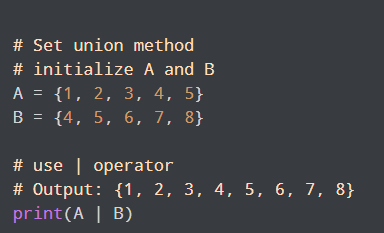 # Set union method
# initialize A and B
A = {1, 2, 3, 4, 5}
B = {4, 5, 6, 7, 8}
# use | operator
# Output: {1, 2, 3, 4, 5, 6, 7, 8}
print(A | B)